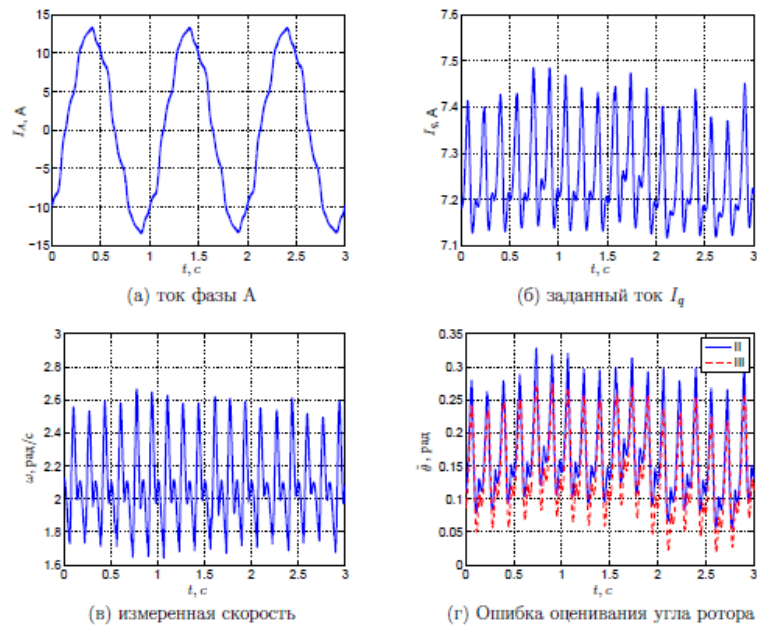 15
10
5
0
−5
−10
−15
0 0.5 1 1.5 2 2.5 3
I_A, А
t, с
(а) ток фазы А
7.6
7.5
7.4
7.3
7.2
7.1
0 0.5 1 1.5 2 2.5 3
I_q, А
t, с
(б) заданный ток I_q
3
2.8
2.6
2.4
2.2
2
1.8
1.6
0 0.5 1 1.5 2 2.5 3
ω, рад/с
t, с
(в) измеренная скорость
0.35
0.3
0.25
0.2
0.15
0.1
0.05
0
0 0.5 1 1.5 2 2.5 3
θ̃, рад
t, с
II
III
(г) Ошибка оценивания угла ротора